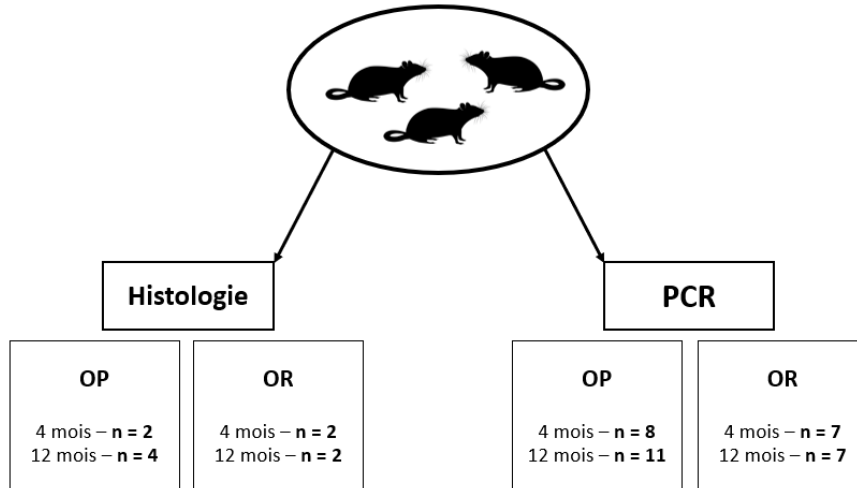 Histologie
PCR
OP
4 mois – n = 2
12 mois – n = 4
OR
4 mois – n = 2
12 mois – n = 2
OP
4 mois – n = 8
12 mois – n = 11
OR
4 mois – n = 7
12 mois – n = 7